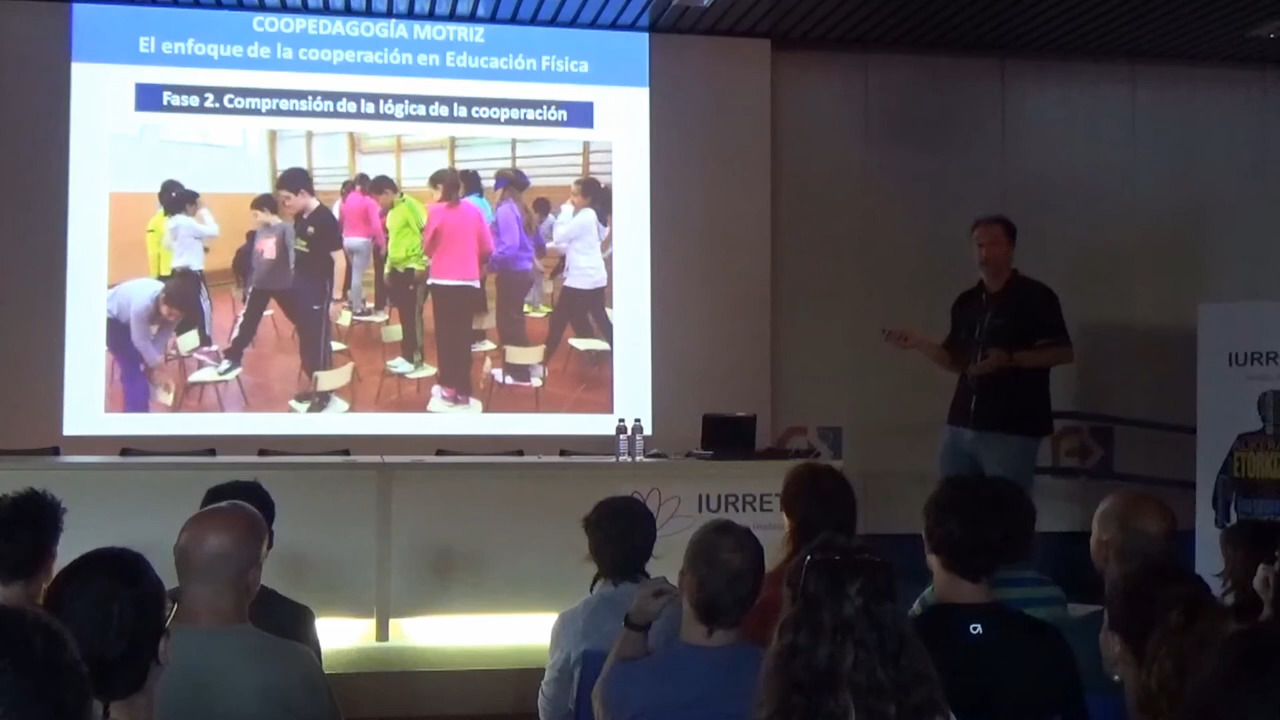 COOPEDAGOGÍA MOTRIZ
El enfoque de la cooperación en Educación Física
Fase 2. Comprensión de la lógica de la cooperación
IURR
IURRET